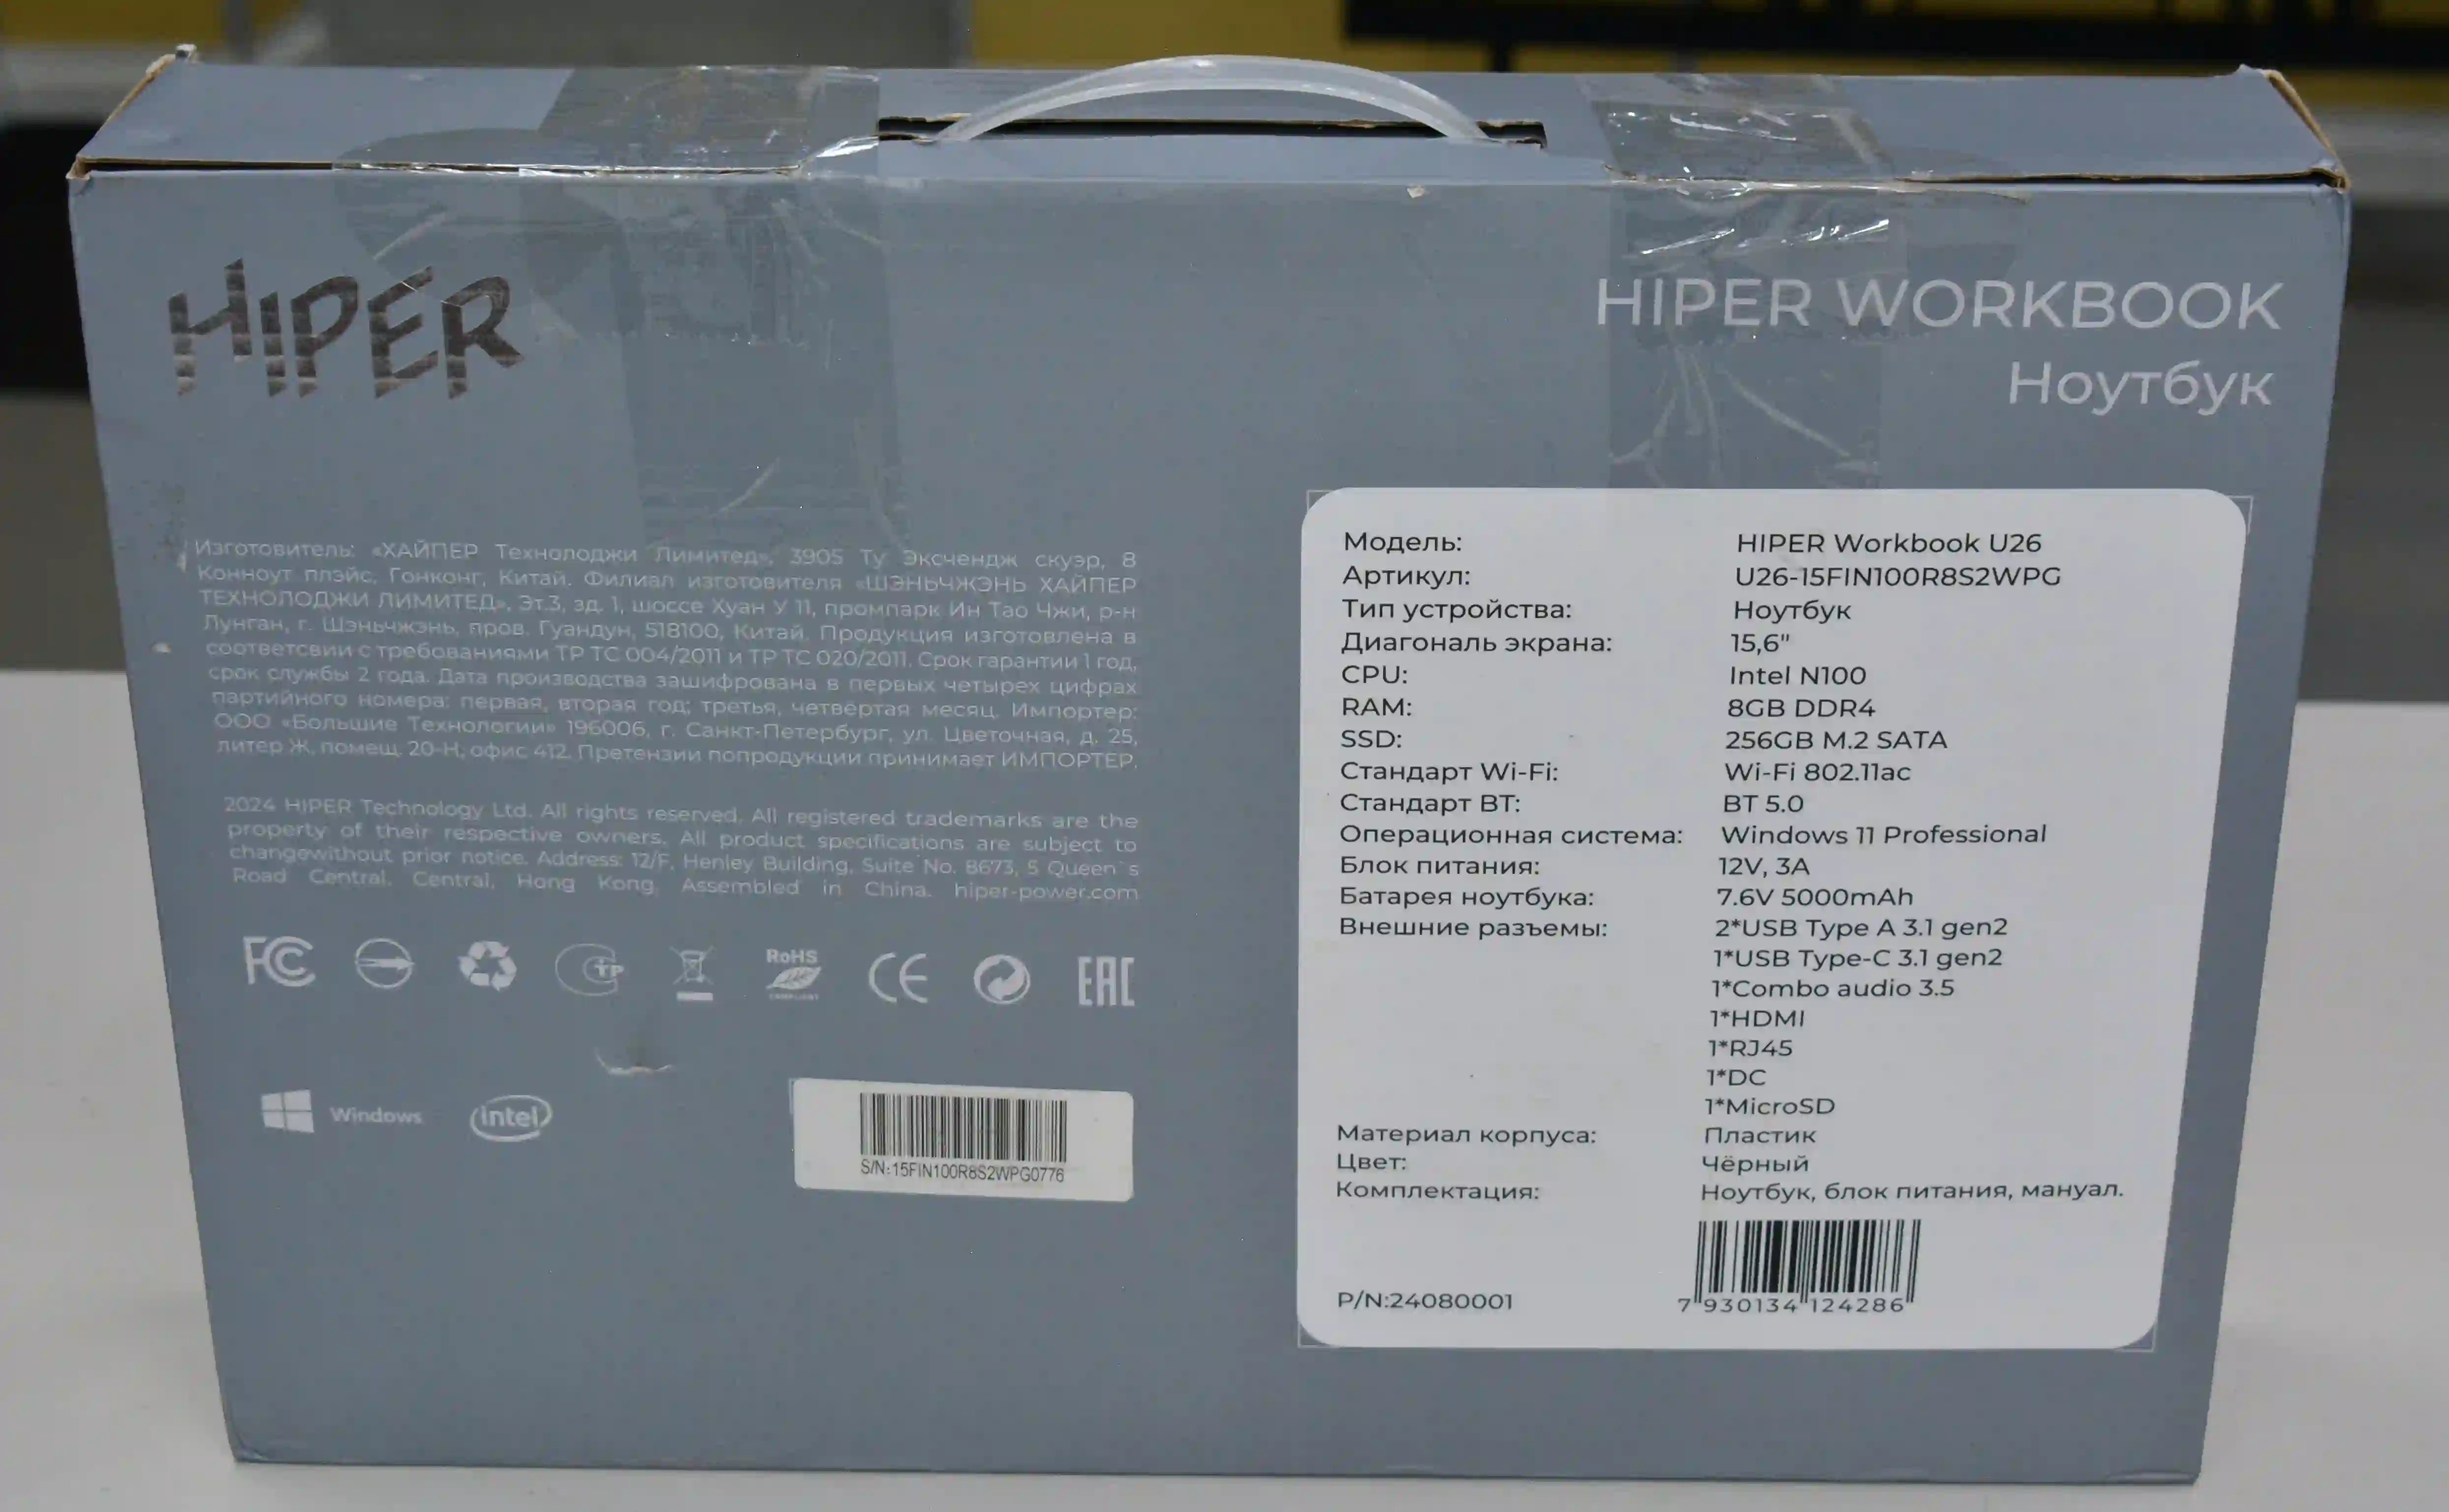 HIPER
HIPER WORKBOOK
Ноутбук
Изготовитель: «ХАЙПЕР Технолоджи Лимитед», 3905 Ту Эксчендж скуэр, 8
Конноут плэйс, Гонконг, Китай. Филиал изготовителя «ШЭНЬЧЖЭНЬ ХАЙПЕР
ТЕХНОЛОДЖИ ЛИМИТЕД», Эт.3, зд. 1, шоссе Хуан У 11, промпарк Ин Тао Чжи, р-н
Лунган, г. Шэньчжэнь, пров. Гуандун, 518100, Китай. Продукция изготовлена в
соответсвии с требованиями ТР ТС 004/2011 и ТР ТС 020/2011. Срок гарантии 1 год,
срок службы 2 года. Дата производства зашифрована в первых четырех цифрах
партийного номера: первая, вторая год; третья, четвертая месяц. Импортер:
ООО «Большие Технологии» 196006, г. Санкт-Петербург, ул. Цветочная, д. 25,
литер Ж, помещ. 20-Н, офис 412. Претензии попродукции принимает ИМПОРТЕР.
2024 HIPER Technology Ltd. All rights reserved. All registered trademarks are the
property of their respective owners. All product specifications are subject to
changewithout prior notice. Address: 12/F, Henley Building, Suite No. 8673, 5 Queen`s
Road Central, Central, Hong Kong, Assembled in China. hiper-power.com
FC TP RoHS COMPLIANT CE EAC
Windows intel
S/N:15FIN100R8S2WPG0776
Модель: HIPER Workbook U26
Артикул: U26-15FIN100R8S2WPG
Тип устройства: Ноутбук
Диагональ экрана: 15,6"
CPU: Intel N100
RAM: 8GB DDR4
SSD: 256GB M.2 SATA
Стандарт Wi-Fi: Wi-Fi 802.11ac
Стандарт BT: BT 5.0
Операционная система: Windows 11 Professional
Блок питания: 12V, 3A
Батарея ноутбука: 7.6V 5000mAh
Внешние разъемы: 2*USB Type A 3.1 gen2
1*USB Type-C 3.1 gen2
1*Combo audio 3.5
1*HDMI
1*RJ45
1*DC
1*MicroSD
Материал корпуса: Пластик
Цвет: Чёрный
Комплектация: Ноутбук, блок питания, мануал.
P/N:24080001
7 930134 124286